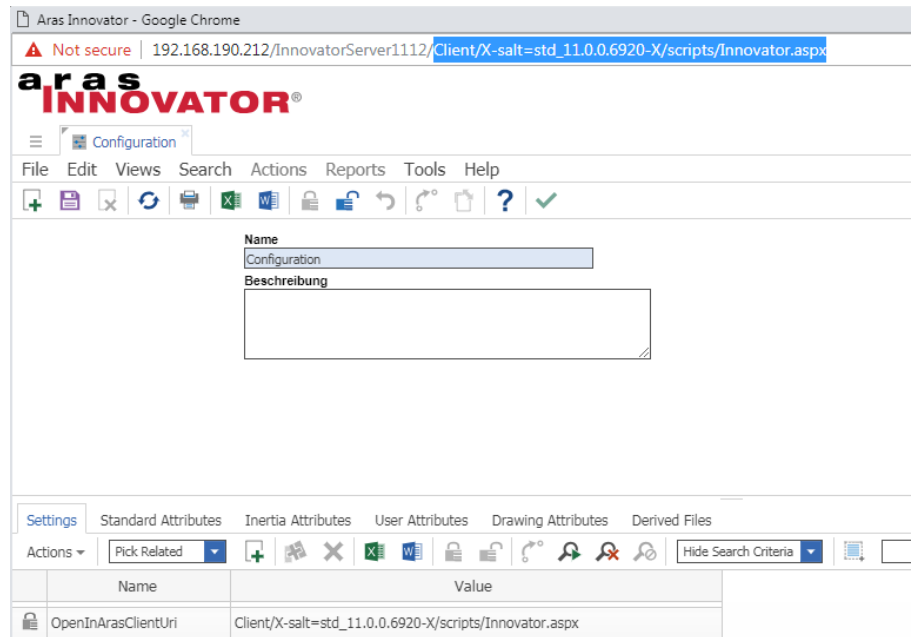 Aras Innovator - Google Chrome
Not secure | 192.168.190.212/InnovatorServer1112/Client/X-salt=std_11.0.0.6920-X/scripts/Innovator.aspx
aras
INNOVATOR®
Configuration
File Edit Views Search Actions Reports Tools Help
Name
Configuration
Beschreibung
Settings Standard Attributes Inertia Attributes User Attributes Drawing Attributes Derived Files
Actions Pick Related Hide Search Criteria
Name Value
OpenInArasClientUri Client/X-salt=std_11.0.0.6920-X/scripts/Innovator.aspx